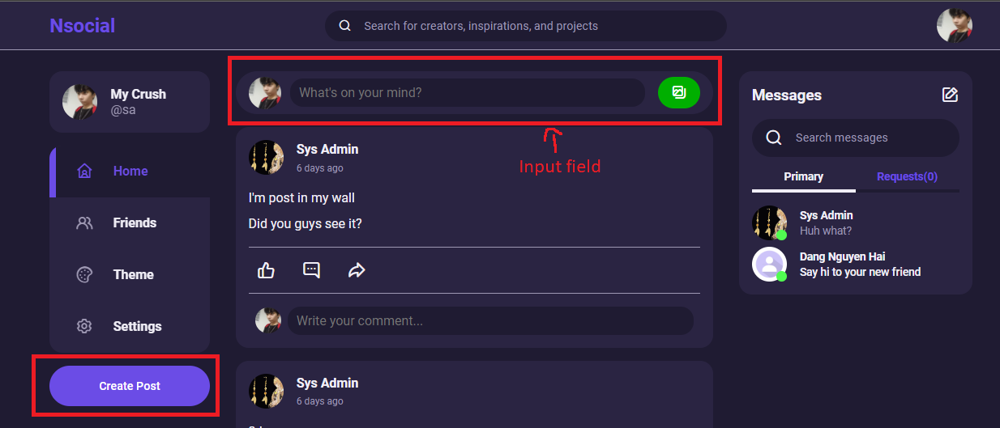 Nsocial
Search for creators, inspirations, and projects
My Crush
@sa
Home
Friends
Theme
Settings
Create Post
What's on your mind?
Input field
Sys Admin
6 days ago
I'm post in my wall
Did you guys see it?
Write your comment...
Sys Admin
6 days ago
Messages
Search messages
Primary
Requests(0)
Sys Admin
Huh what?
Dang Nguyen Hai
Say hi to your new friend